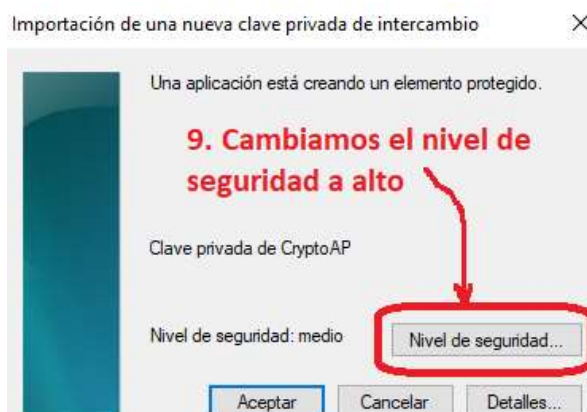 Importación de una nueva clave privada de intercambio
Una aplicación está creando un elemento protegido.
9. Cambiamos el nivel de
seguridad a alto
Clave privada de CryptoAP
Nivel de seguridad: medio
Nivel de seguridad...
Aceptar
Cancelar
Detalles...